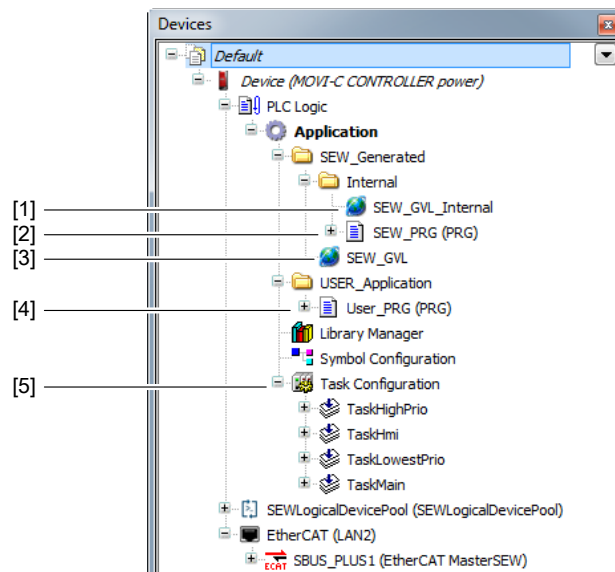 Devices
Default
Device (MOVI-C CONTROLLER power)
PLC Logic
Application
SEW_Generated
Internal
[1] SEW_GVL_Internal
[2] SEW_PRG (PRG)
[3] SEW_GVL
USER_Application
[4] User_PRG (PRG)
Library Manager
Symbol Configuration
[5] Task Configuration
TaskHighPrio
TaskHmi
TaskLowestPrio
TaskMain
SEWLogicalDevicePool (SEWLogicalDevicePool)
EtherCAT (LAN2)
ECAT SBUS_PLUS1 (EtherCAT MasterSEW)